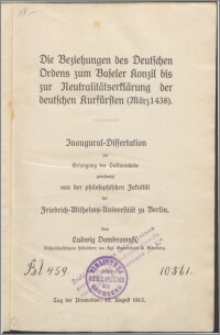 Die Beziehungen des Deutschen
Ordens zum Baseler Konzil bis
zur Neutralitätserklärung der
deutschen Kurfürsten (März 1438).
Inaugural-Dissertation
zur
Erlangung der Doktorwürde
genehmigt
von der philosophischen Fakultät
der
Friedrich-Wilhelms-Universität zu Berlin.
Von
Ludwig Dombrowski,
Tag der Promotion: 12. August 1913.